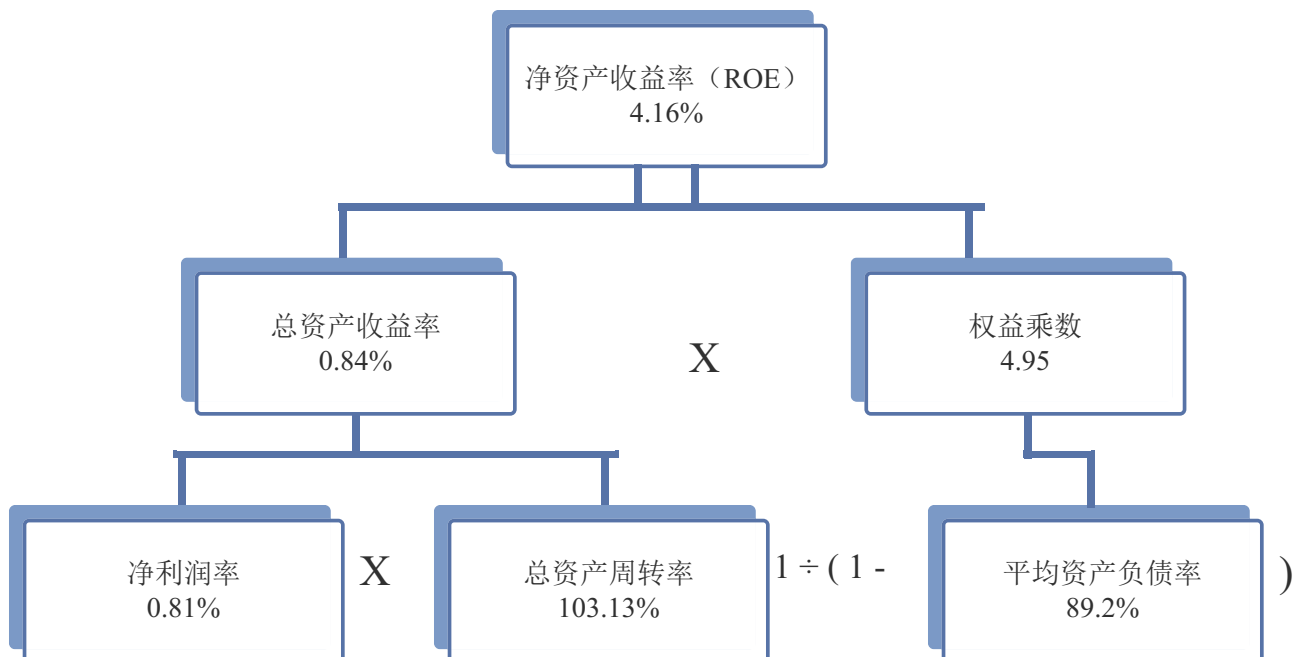 净资产收益率（ROE）
4.16%
总资产收益率
0.84%
X
权益乘数
4.95
净利润率
0.81%
X
总资产周转率
103.13%
1 ÷ ( 1 -
平均资产负债率
89.2%
)